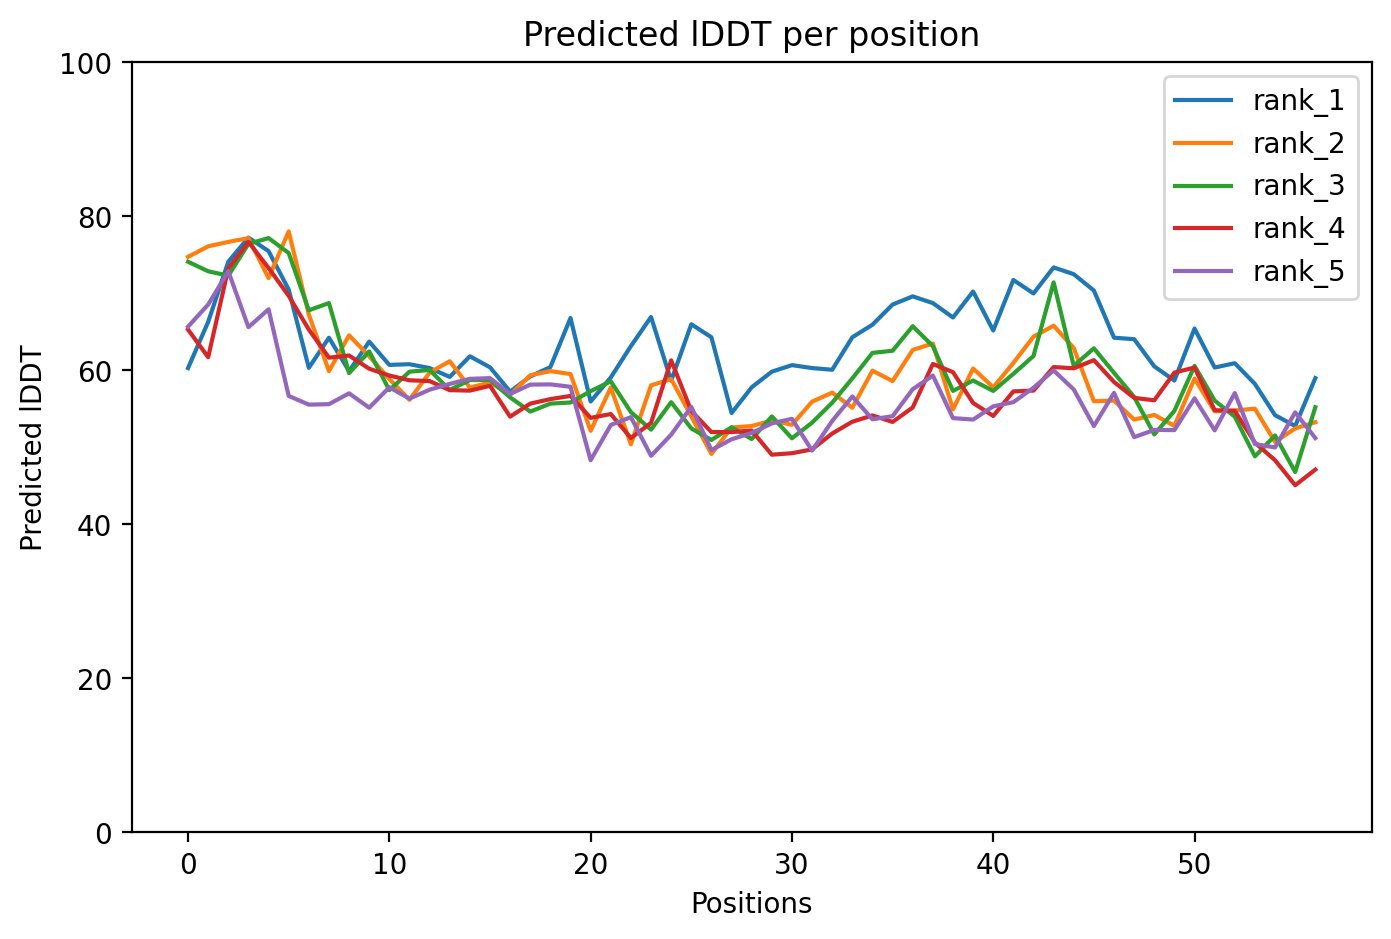 Predicted lDDT per position
100
80
60
40
20
0
Predicted lDDT
0 10 20 30 40 50
Positions
rank_1
rank_2
rank_3
rank_4
rank_5